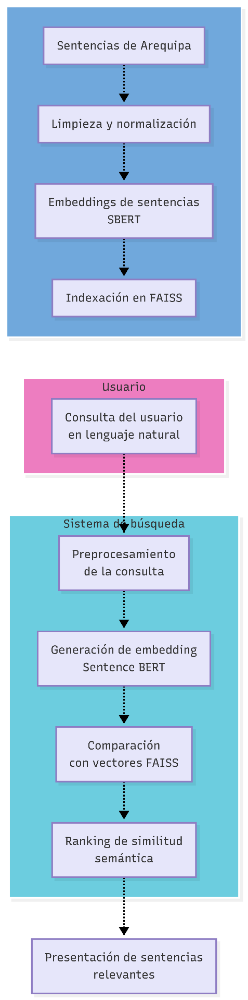 Sentencias de Arequipa
Limpieza y normalización
Embeddings de sentencias
SBERT
Indexación en FAISS
Usuario
Consulta del usuario
en lenguaje natural
Sistema de búsqueda
Preprocesamiento
de la consulta
Generación de embedding
Sentence BERT
Comparación
con vectores FAISS
Ranking de similitud
semántica
Presentación de sentencias
relevantes